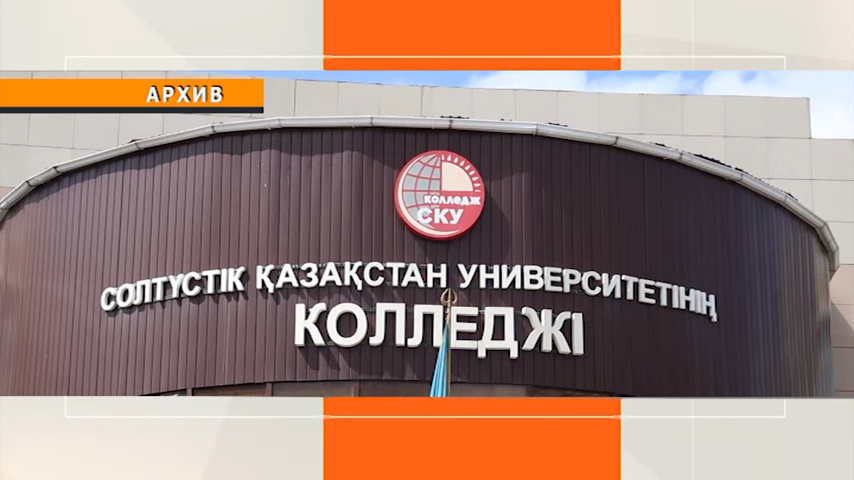 АРХИВ
колледж
СКУ
СОЛТҮСТІК ҚАЗАҚСТАН УНИВЕРСИТЕТІНІҢ
КОЛЛЕДЖІ